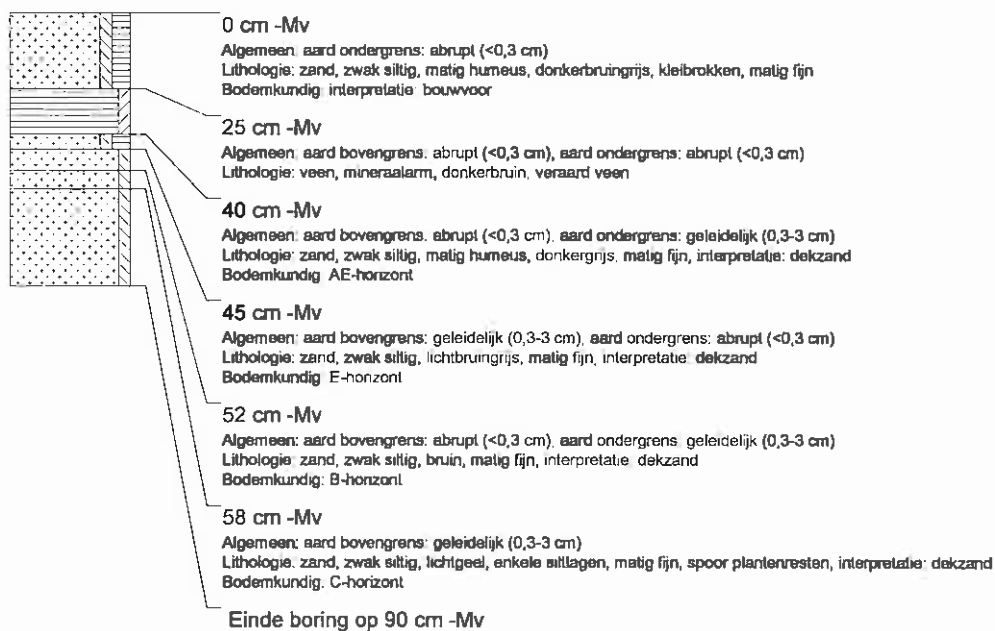 0 cm -Mv
Algemeen: aard ondergrens: abrupt (<0,3 cm)
Lithologie: zand, zwak siltig, matig humeus, donkerbruingrijs, kleibrokken, matig fijn
Bodemkundig: interpretatie: bouwvoor
25 cm -Mv
Algemeen: aard bovengrens: abrupt (<0,3 cm), aard ondergrens: abrupt (<0,3 cm)
Lithologie: veen, mineraalarm, donkerbruin, veraard veen
40 cm -Mv
Algemeen: aard bovengrens: abrupt (<0,3 cm), aard ondergrens: geleidelijk (0,3-3 cm)
Lithologie: zand, zwak siltig, matig humeus, donkergrijs, matig fijn, interpretatie: dekzand
Bodemkundig: AE-horizont
45 cm -Mv
Algemeen: aard bovengrens: geleidelijk (0,3-3 cm), aard ondergrens: abrupt (<0,3 cm)
Lithologie: zand, zwak siltig, lichtbruingrijs, matig fijn, interpretatie: dekzand
Bodemkundig: E-horizont
52 cm -Mv
Algemeen: aard bovengrens: abrupt (<0,3 cm), aard ondergrens: geleidelijk (0,3-3 cm)
Lithologie: zand, zwak siltig, bruin, matig fijn, interpretatie: dekzand
Bodemkundig: B-horizont
58 cm -Mv
Algemeen: aard bovengrens: geleidelijk (0,3-3 cm)
Lithologie: zand, zwak siltig, lichtgeel, enkele siltlagen, matig fijn, spoor plantenresten, interpretatie: dekzand
Bodemkundig: C-horizont
Einde boring op 90 cm -Mv